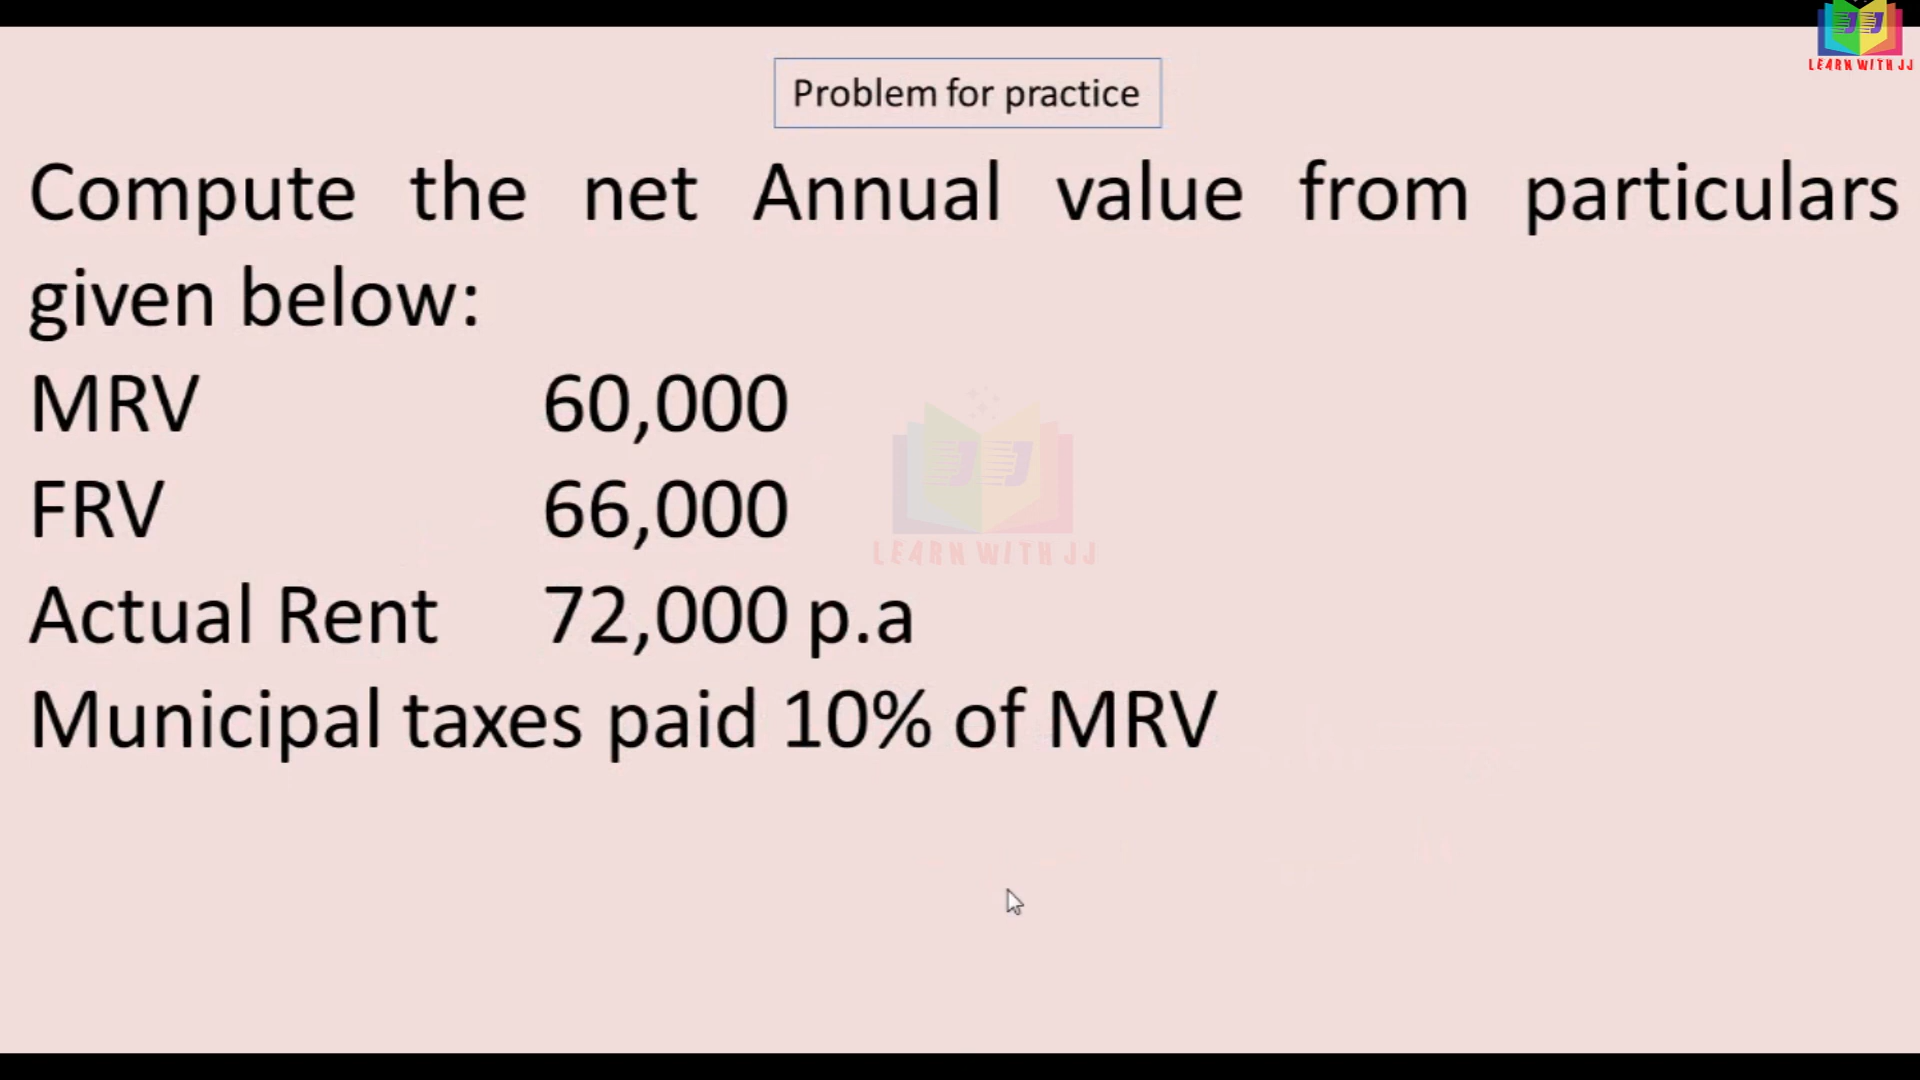 LEARN WITH JJ
Problem for practice
Compute the net Annual value from particulars
given below:
MRV 60,000
FRV 66,000
Actual Rent 72,000 p.a
Municipal taxes paid 10% of MRV
JJ
LEARN WITH JJ